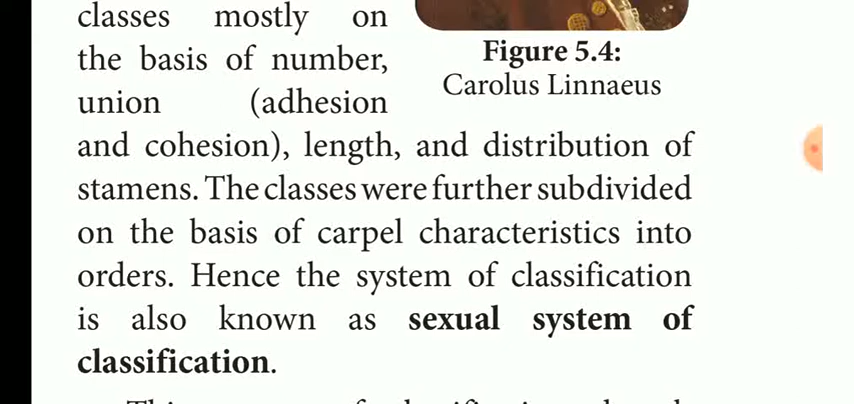 classes mostly on
the basis of number,
union (adhesion
Figure 5.4:
Carolus Linnaeus
and cohesion), length, and distribution of
stamens. The classes were further subdivided
on the basis of carpel characteristics into
orders. Hence the system of classification
is also known as sexual system of
classification.